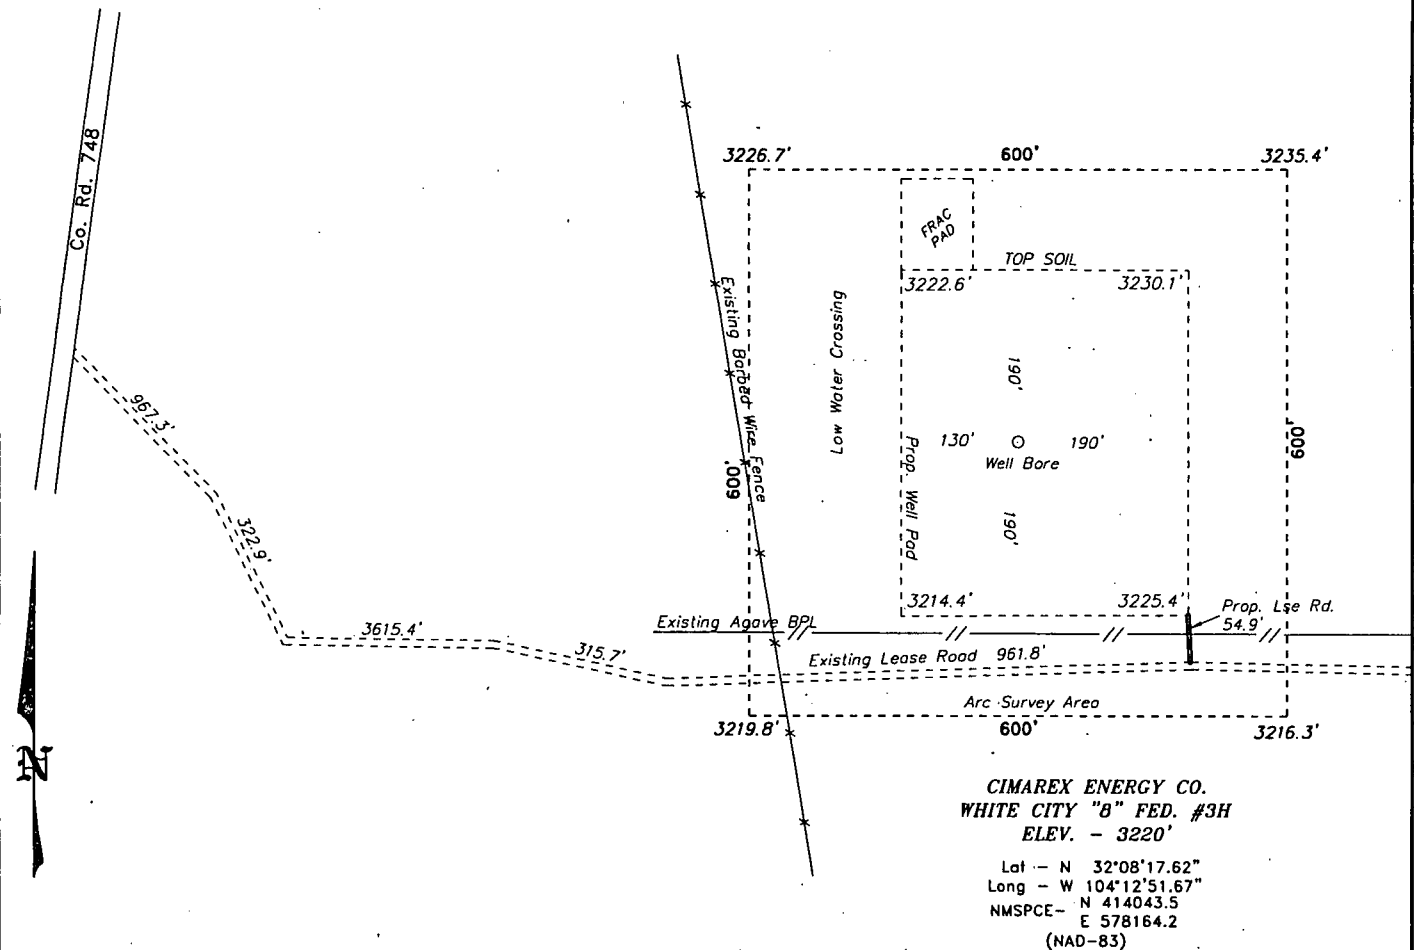 Co. Rd. 748
3226.7'
600'
3235.4'
FRAC
PAD
TOP SOIL
3222.6'
3230.1'
Existing Barbed Wire Fence
Low Water Crossing
190'
967.3'
130'
190'
Well Bore
600'
600'
Prop. Well Pad
190'
322.9'
3214.4'
3225.4'
Prop. Lse Rd.
54.9'
Existing Agave BPL
3615.4'
315.7'
Existing Lease Road 961.8'
Arc Survey Area
3219.8'
600'
3216.3'
N
CIMAREX ENERGY CO.
WHITE CITY "8" FED. #3H
ELEV. - 3220'
Lat - N 32°08'17.62"
Long - W 104°12'51.67"
NMSPCE- N 414043.5
E 578164.2
(NAD-83)